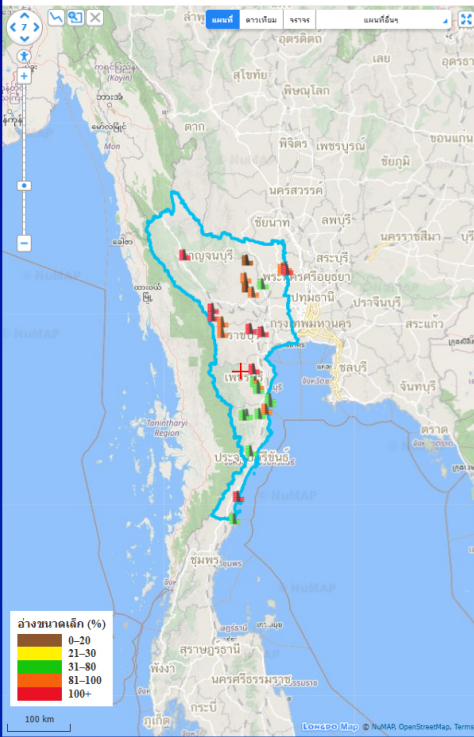 7
แผนที่ ดาวเทียม จราจร แผนที่อื่นๆ
อุตรดิตถ์
เลย
สุโขทัย
พิษณุโลก
ตาก
(Kayin)
พิจิตร เพชรบูรณ์
ขอนแก่น
ชัยภูมิ
Mon
นครสวรรค์
ชัยนาท
ลพบุรี
นครราชสีมา
สระบุรี
กาญจนบุรี
พระนครศรีอยุธยา
ปทุมธานี
ปราจีนบุรี
กรุงเทพมหานคร
สระแก้ว
ชลบุรี
จันทบุรี
Tanintharyi
Region
ตราด
ประจวบคีรีขันธ์
ชุมพร
สุราษฎร์ธานี
พังงา
นครศรีธรรมราช
กระบี่
ภูเก็ต
อ่างขนาดเล็ก (%)
0–20
21–30
31–80
81–100
100+
100 km
LONGDO Map © NuMAP, OpenStreetMap, Terms